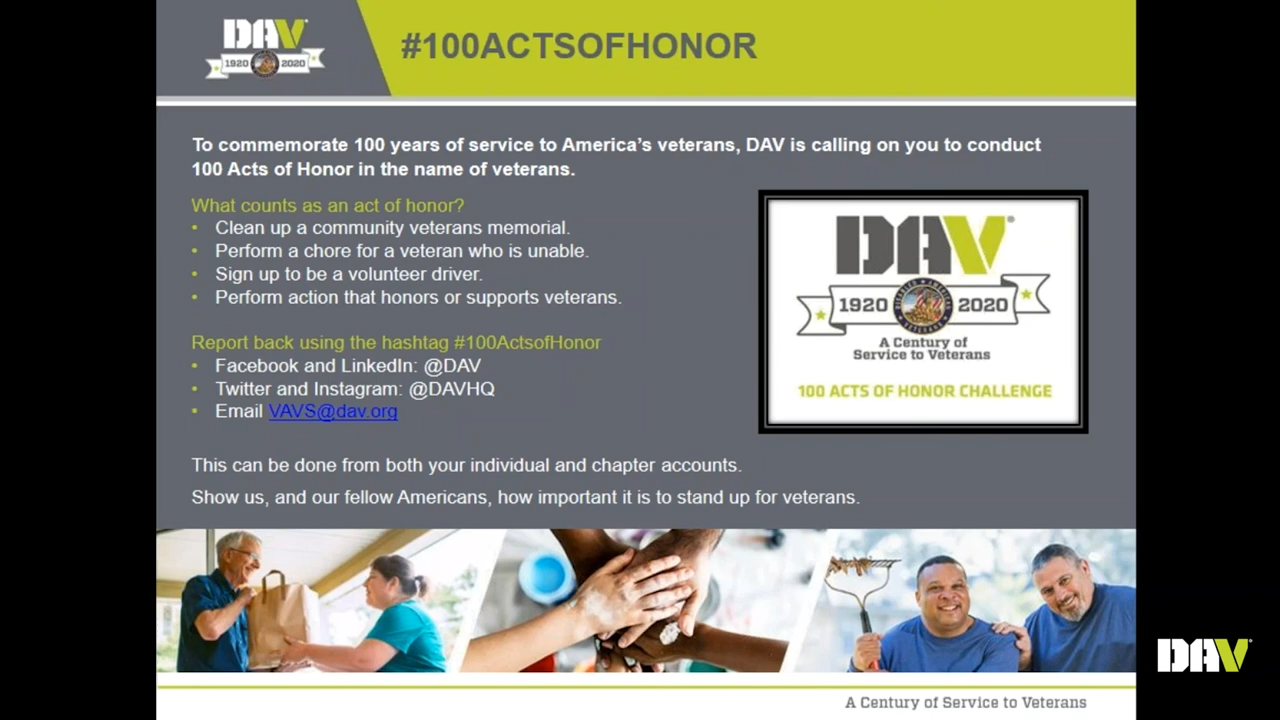 DAV
1920 2020
#100ACTSOFHONOR
To commemorate 100 years of service to America's veterans, DAV is calling on you to conduct
100 Acts of Honor in the name of veterans.
What counts as an act of honor?
• Clean up a community veterans memorial.
• Perform a chore for a veteran who is unable.
• Sign up to be a volunteer driver.
• Perform action that honors or supports veterans.
Report back using the hashtag #100ActsofHonor
• Facebook and LinkedIn: @DAV
• Twitter and Instagram: @DAVHQ
• Email VAVS@dav.org
DAV®
1920 2020
DISABLED AMERICAN VETERANS
A Century of
Service to Veterans
100 ACTS OF HONOR CHALLENGE
This can be done from both your individual and chapter accounts.
Show us, and our fellow Americans, how important it is to stand up for veterans.
DAV
A Century of Service to Veterans